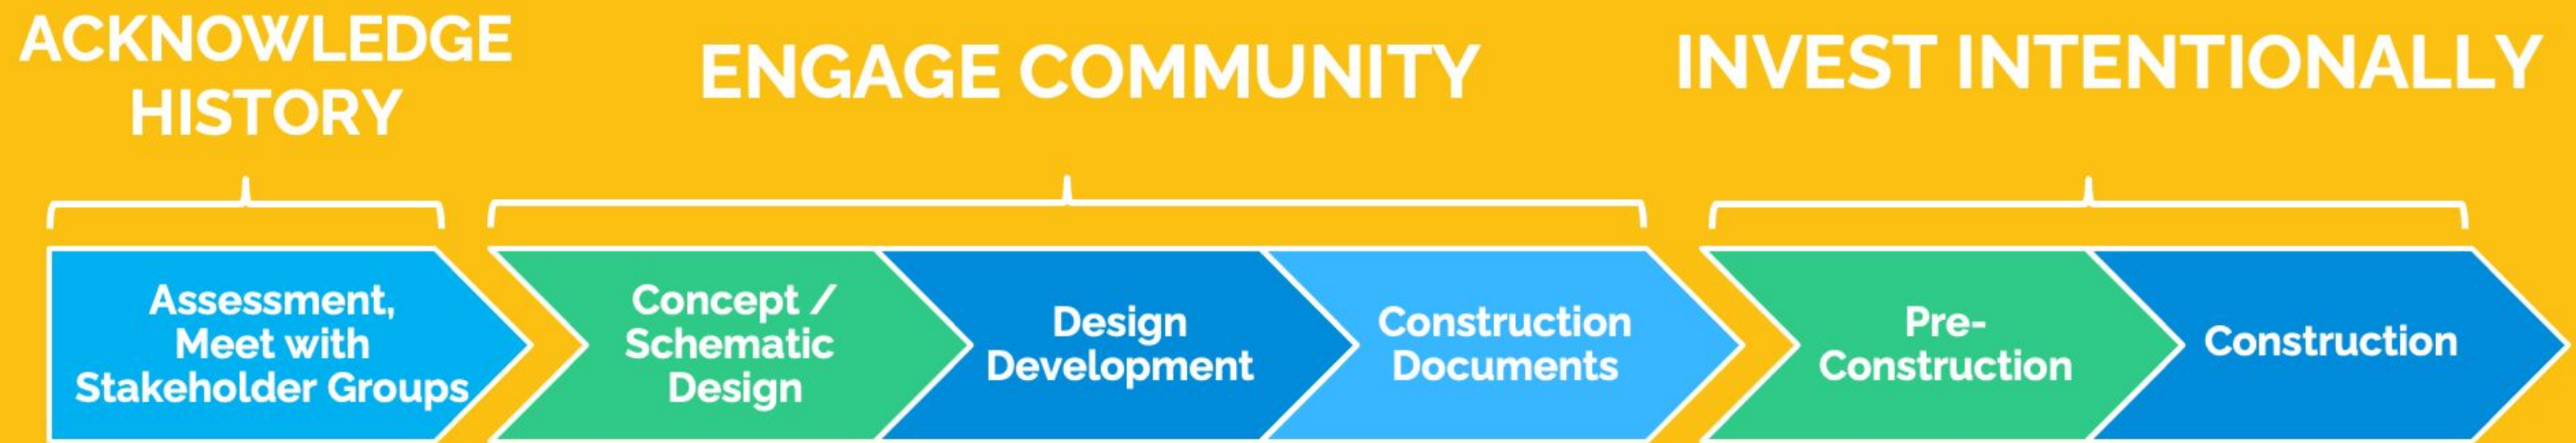 ACKNOWLEDGE
HISTORY
ENGAGE COMMUNITY
INVEST INTENTIONALLY
Assessment,
Meet with
Stakeholder Groups
Concept /
Schematic
Design
Design
Development
Construction
Documents
Pre-
Construction
Construction